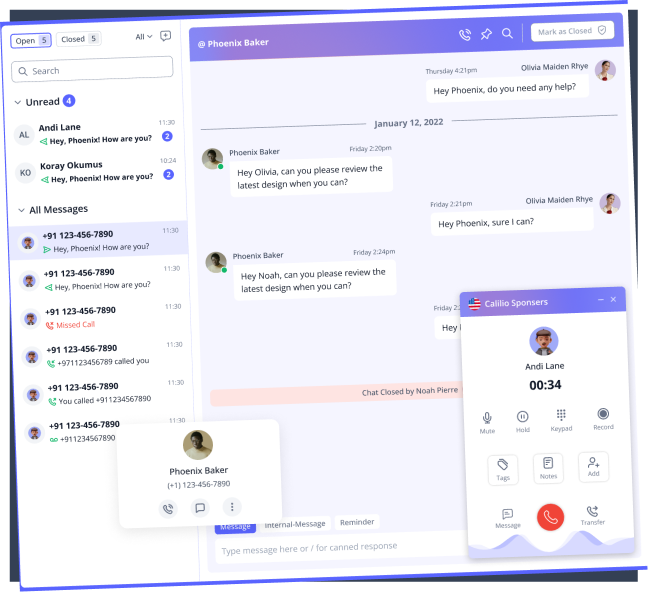 Open 5
Closed 5
All
Search
Unread 4
AL
Andi Lane
11:30
Hey, Phoenix! How are you?
2
KO
Koray Okumus
10:24
Hey, Phoenix! How are you?
2
All Messages
+91 123-456-7890
11:30
Hey, Phoenix! How are you?
+91 123-456-7890
11:30
Hey, Phoenix! How are you?
+91 123-456-7890
11:30
Missed Call
+91 123-456-7890
11:30
+971123456789 called you
+91 123-456-7890
11:30
You called +911234567890
+91 123-456-7890
11:30
+911234567890
@ Phoenix Baker
Mark as Closed
Thursday 4:21pm
Olivia Maiden Rhye
Hey Phoenix, do you need any help?
January 12, 2022
Phoenix Baker
Friday 2:20pm
Hey Olivia, can you please review the
latest design when you can?
Friday 2:21pm
Olivia Maiden Rhye
Hey Phoenix, sure I can?
Phoenix Baker
Friday 2:24pm
Hey Noah, can you please review the
latest design when you can?
Friday 2:
Hey
Chat Closed by Noah Pierre
Message
Internal-Message
Reminder
Type message here or / for canned response
Phoenix Baker
(+1) 123-456-7890
Calilio Sponsers
Andi Lane
00:34
Mute
Hold
Keypad
Record
Tags
Notes
Add
Message
Transfer